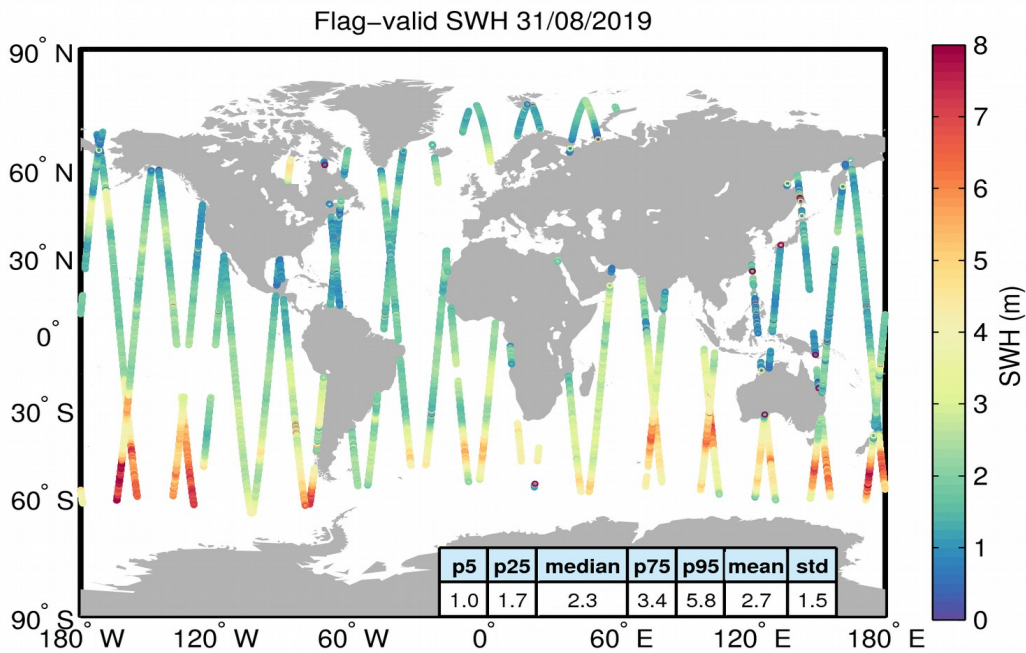 Flag−valid SWH 31/08/2019
90° N
60° N
30° N
0°
30° S
60° S
90° S
180° W
120° W
60° W
0°
60° E
120° E
180° E
p5 p25 median p75 p95 mean std
1.0 1.7 2.3 3.4 5.8 2.7 1.5
8
7
6
5
4
3
2
1
0
SWH (m)